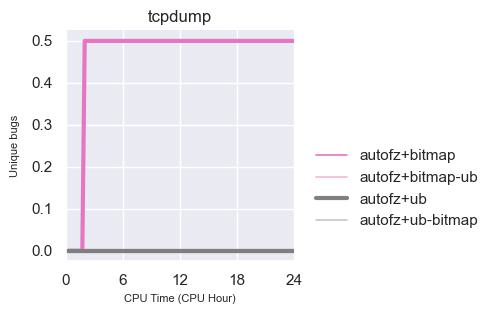 tcpdump
Unique bugs
0.5
0.4
0.3
0.2
0.1
0.0
0 6 12 18 24
CPU Time (CPU Hour)
autofz+bitmap
autofz+bitmap-ub
autofz+ub
autofz+ub-bitmap